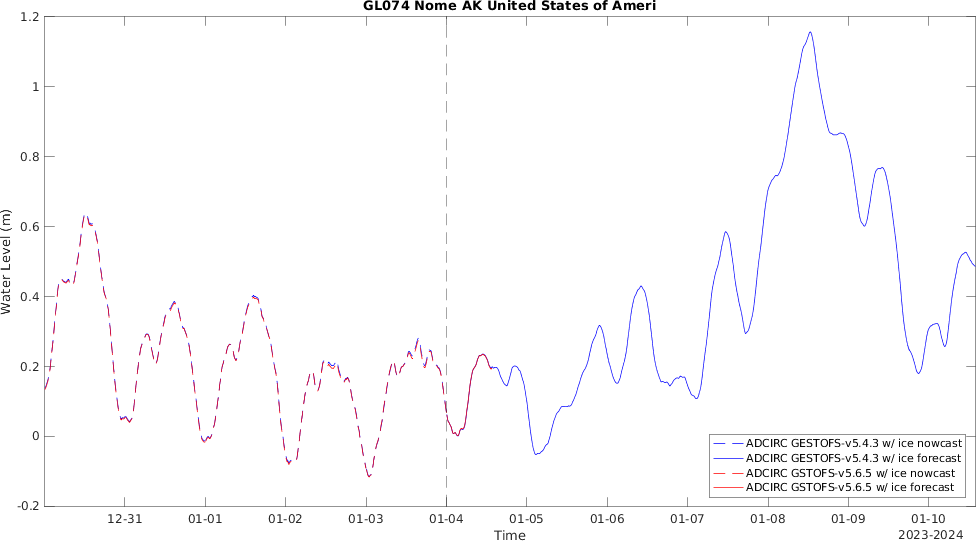 GL074 Nome AK United States of Ameri
1.2
1
0.8
0.6
0.4
0.2
0
-0.2
Water Level (m)
12-31
01-01
01-02
01-03
01-04
01-05
01-06
01-07
01-08
01-09
01-10
Time
2023-2024
ADCIRC GESTOFS-v5.4.3 w/ ice nowcast
ADCIRC GESTOFS-v5.4.3 w/ ice forecast
ADCIRC GSTOFS-v5.6.5 w/ ice nowcast
ADCIRC GSTOFS-v5.6.5 w/ ice forecast